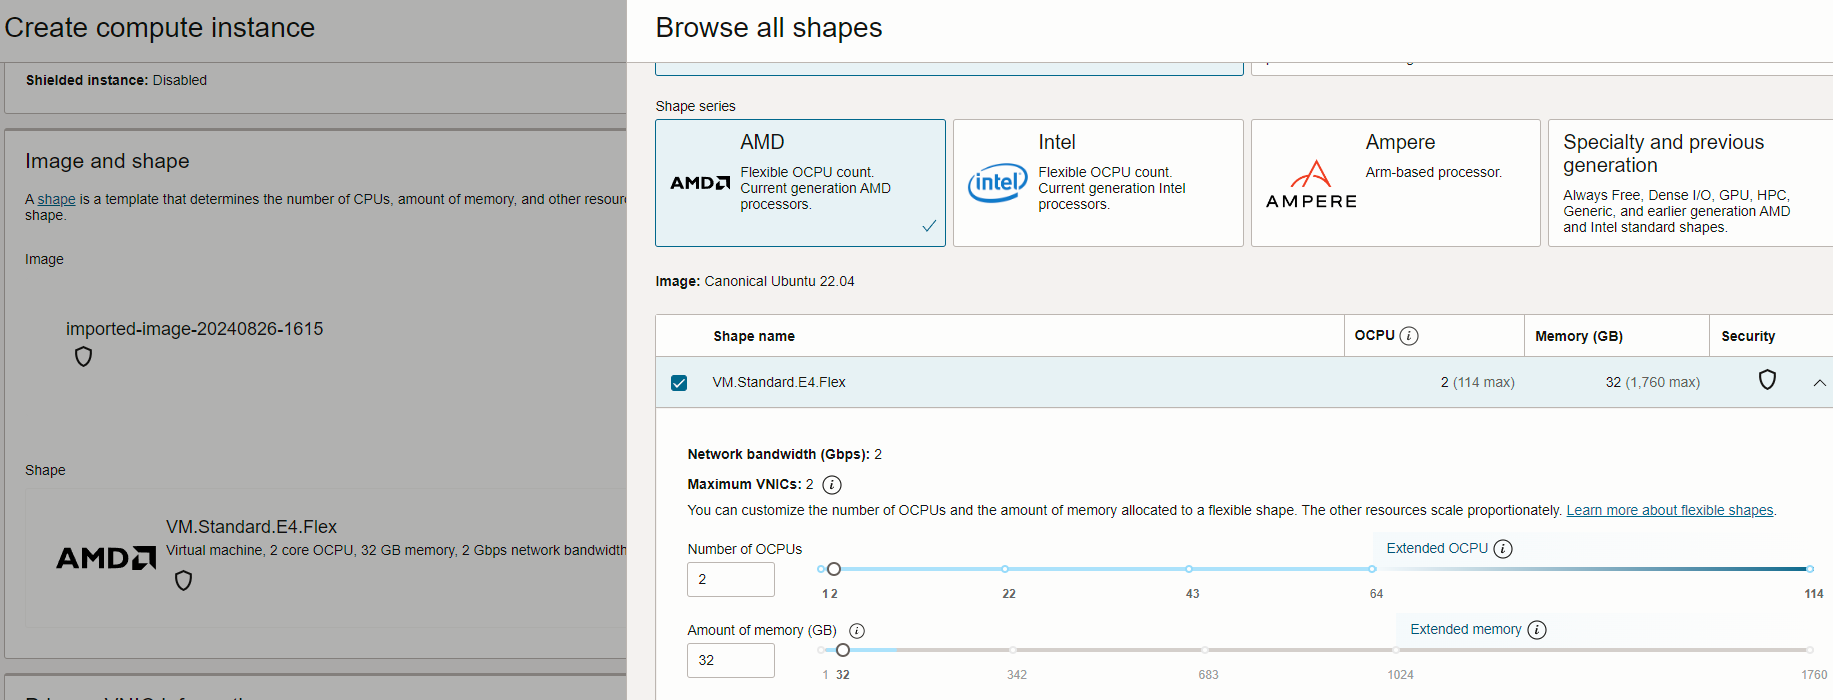 Create compute instance
Shielded instance: Disabled
Image and shape
A shape is a template that determines the number of CPUs, amount of memory, and other resour
shape.
Image
imported-image-20240826-1615
Shape
AMD
VM.Standard.E4.Flex
Virtual machine, 2 core OCPU, 32 GB memory, 2 Gbps network bandwidth
Browse all shapes
Shape series
AMD
AMD
Flexible OCPU count.
Current generation AMD
processors.
intel
Intel
Flexible OCPU count.
Current generation Intel
processors.
AMPERE
Ampere
Arm-based processor.
Specialty and previous
generation
Always Free, Dense I/O, GPU, HPC,
Generic, and earlier generation AMD
and Intel standard shapes.
Image: Canonical Ubuntu 22.04
Shape name OCPU i Memory (GB) Security
VM.Standard.E4.Flex 2 (114 max) 32 (1,760 max)
Network bandwidth (Gbps): 2
Maximum VNICs: 2 i
You can customize the number of OCPUs and the amount of memory allocated to a flexible shape. The other resources scale proportionately. Learn more about flexible shapes.
Number of OCPUs
2
Extended OCPU i
1 2 22 43 64 114
Amount of memory (GB) i
32
Extended memory i
1 32 342 683 1024 1760